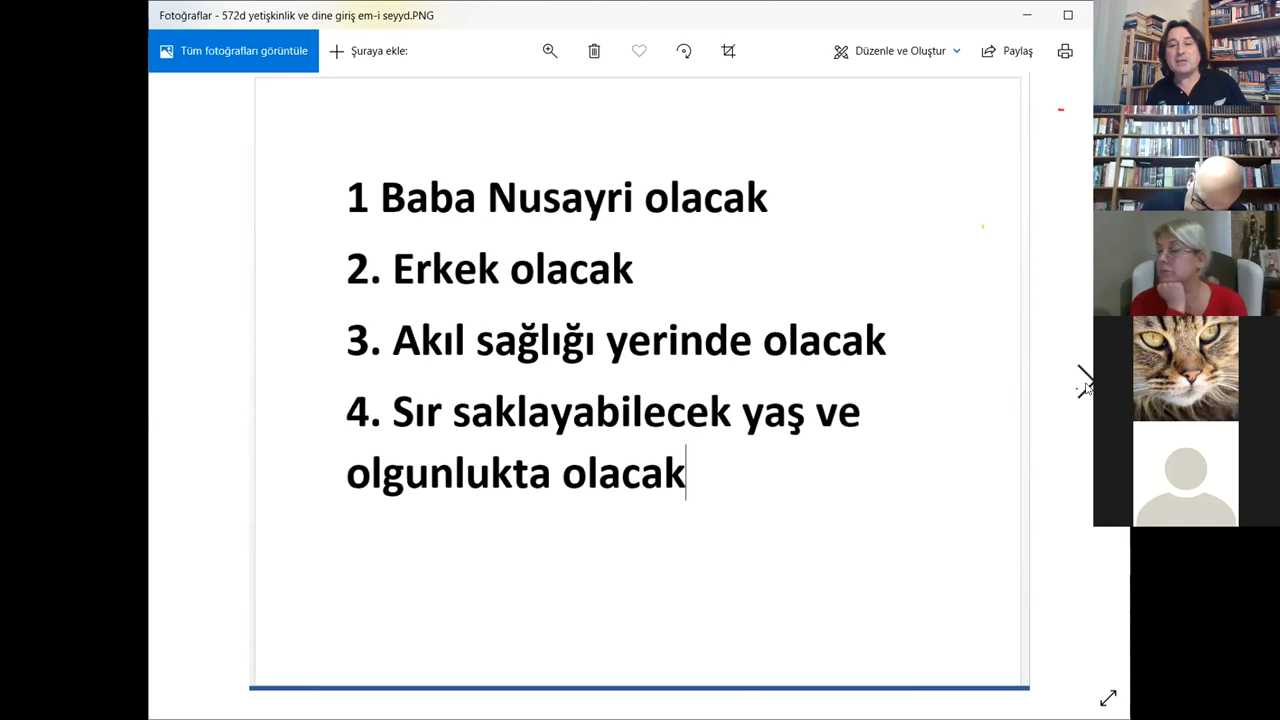 Fotoğraflar - 572d yetişkinlik ve dine giriş em-i seyyd.PNG
Tüm fotoğrafları görüntüle
Şuraya ekle:
Düzenle ve Oluştur
Paylaş
1 Baba Nusayri olacak
2. Erkek olacak
3. Akıl sağlığı yerinde olacak
4. Sır saklayabilecek yaş ve
olgunlukta olacak